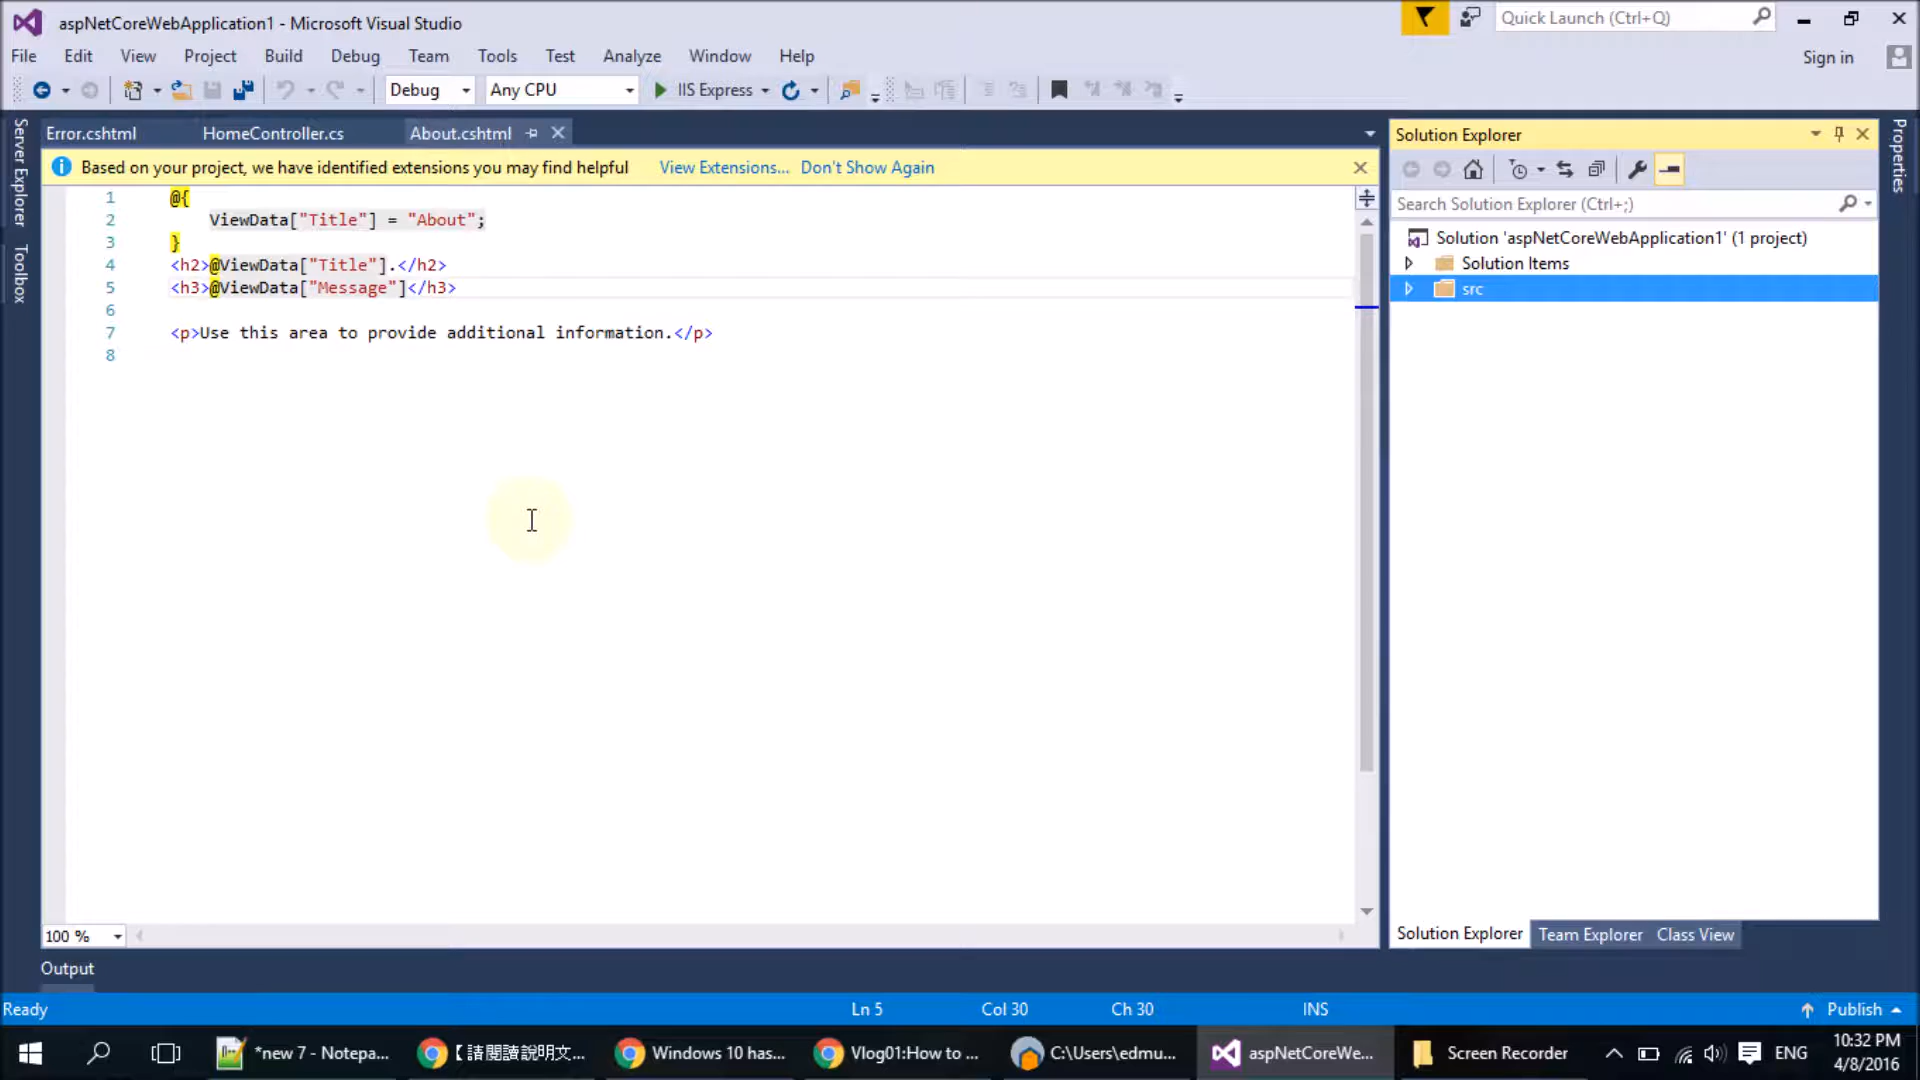 aspNetCoreWebApplication1 - Microsoft Visual Studio
Quick Launch (Ctrl+Q)
File Edit View Project Build Debug Team Tools Test Analyze Window Help
Sign in
Debug Any CPU IIS Express
Server Explorer
Toolbox
Error.cshtml HomeController.cs About.cshtml
Based on your project, we have identified extensions you may find helpful View Extensions... Don't Show Again
1 @{
2 ViewData["Title"] = "About";
3 }
4 <h2>@ViewData["Title"].</h2>
5 <h3>@ViewData["Message"]</h3>
6
7 <p>Use this area to provide additional information.</p>
8
100 %
Solution Explorer
Search Solution Explorer (Ctrl+;)
Solution 'aspNetCoreWebApplication1' (1 project)
Solution Items
src
Solution Explorer Team Explorer Class View
Properties
Output
Ready Ln 5 Col 30 Ch 30 INS Publish
*new 7 - Notepa... 【請閱讀說明文... Windows 10 has... Vlog01:How to ... C:\Users\edmu... aspNetCoreWe... Screen Recorder ENG
10:32 PM
4/8/2016